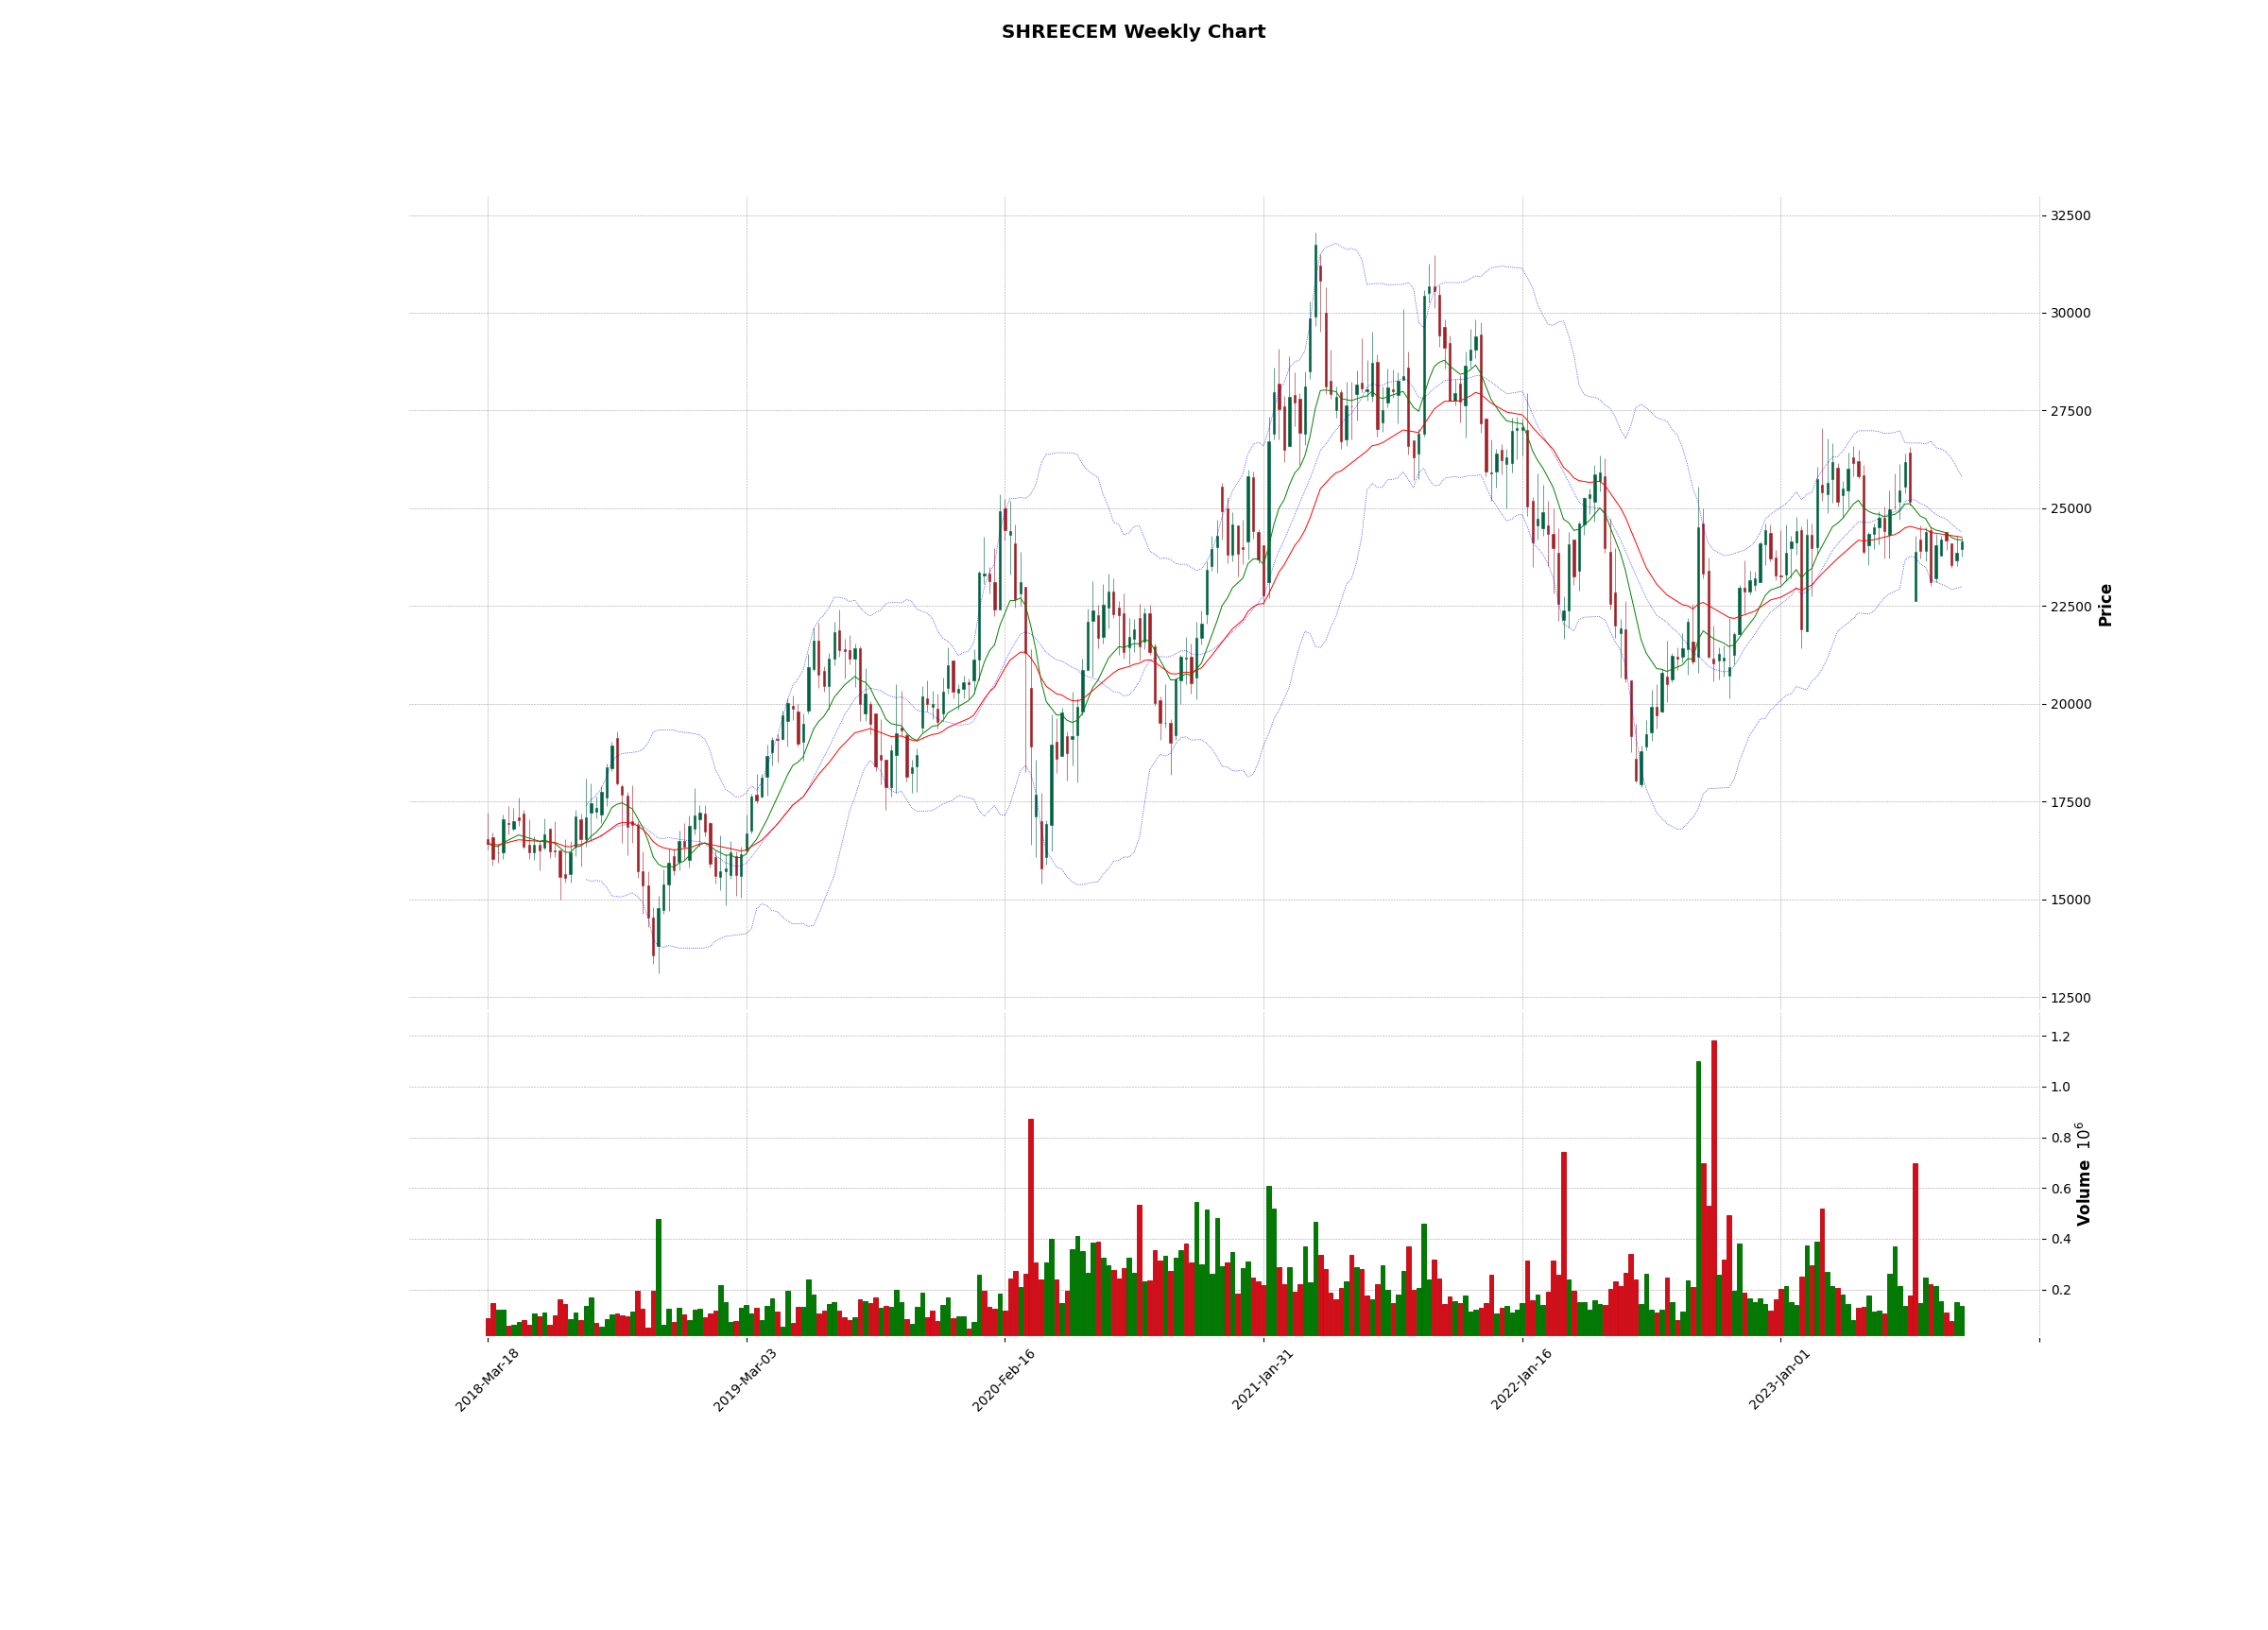 SHREECEM Weekly Chart
32500
30000
27500
25000
22500
20000
17500
15000
12500
Price
1.2
1.0
0.8
0.6
0.4
0.2
Volume 10^6
2018-Mar-18
2019-Mar-03
2020-Feb-16
2021-Jan-31
2022-Jan-16
2023-Jan-01